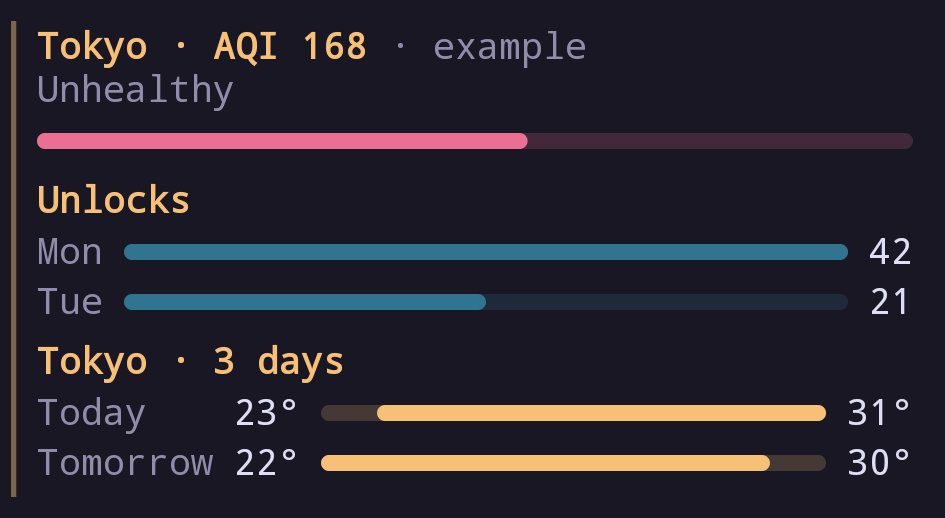 Tokyo · AQI 168 · example
Unhealthy
Unlocks
Mon 42
Tue 21
Tokyo · 3 days
Today 23° 31°
Tomorrow 22° 30°